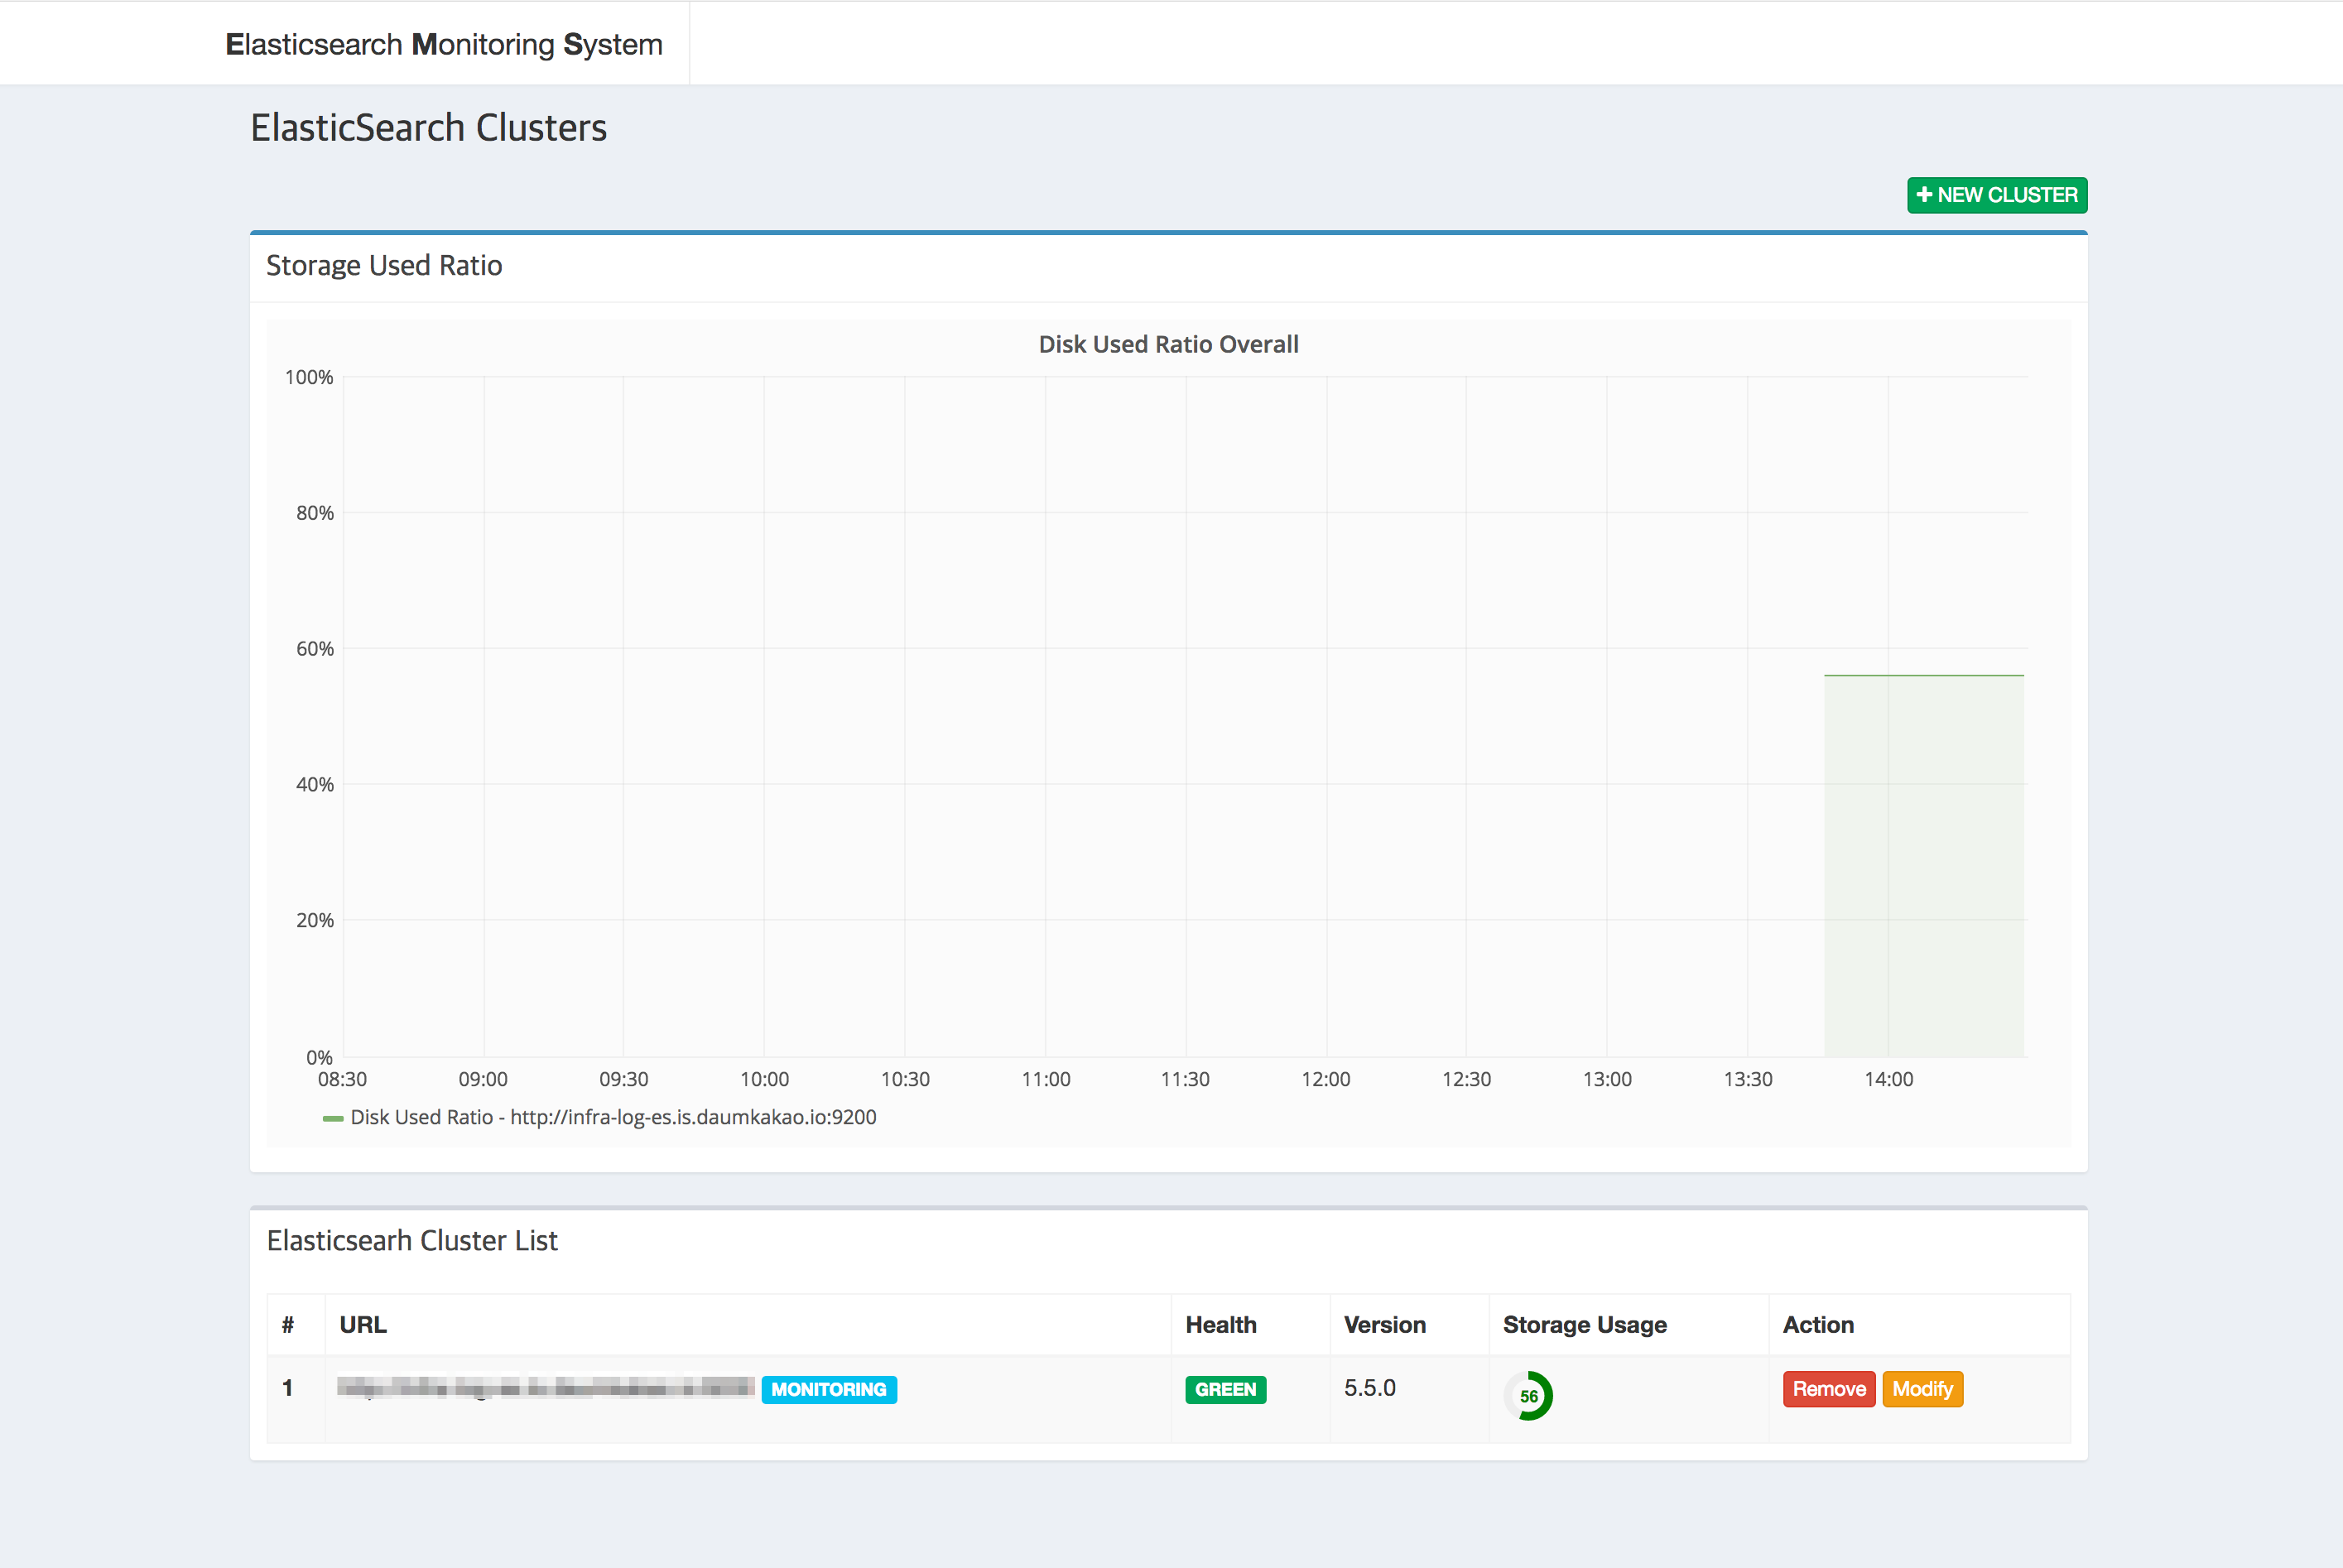 Elasticsearch Monitoring System
ElasticSearch Clusters
NEW CLUSTER
Storage Used Ratio
Disk Used Ratio Overall
100%
80%
60%
40%
20%
0%
08:30 09:00 09:30 10:00 10:30 11:00 11:30 12:00 12:30 13:00 13:30 14:00
Disk Used Ratio - http://infra-log-es.is.daumkakao.io:9200
Elasticsearh Cluster List
# URL Health Version Storage Usage Action
1 MONITORING GREEN 5.5.0 56 Remove Modify